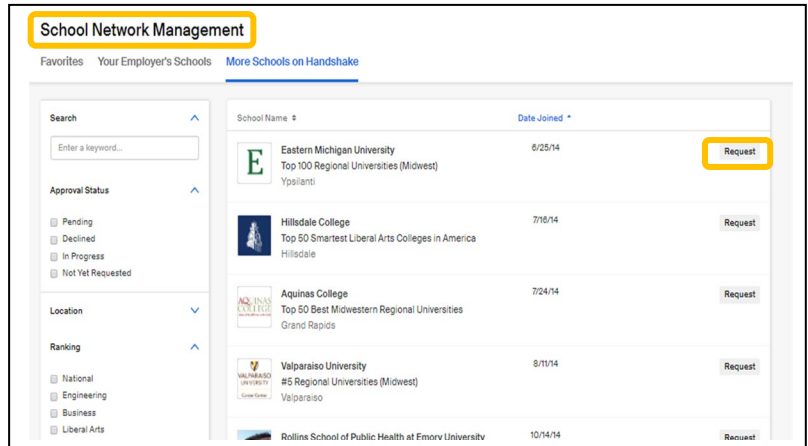 School Network Management
Favorites Your Employer's Schools More Schools on Handshake
Search
Enter a keyword...
Approval Status
Pending
Declined
In Progress
Not Yet Requested
Location
Ranking
National
Engineering
Business
Liberal Arts
School Name Date Joined
E
Eastern Michigan University 6/25/14 Request
Top 100 Regional Universities (Midwest)
Ypsilanti
Hillsdale College 7/16/14 Request
Top 50 Smartest Liberal Arts Colleges in America
Hillsdale
AQUINAS
COLLEGE
Aquinas College 7/24/14 Request
Top 50 Best Midwestern Regional Universities
Grand Rapids
VALPARAISO
UNIVERSITY
Valparaiso University 8/11/14 Request
#5 Regional Universities (Midwest)
Valparaiso
Rollins School of Public Health at Emory University 10/14/14 Request